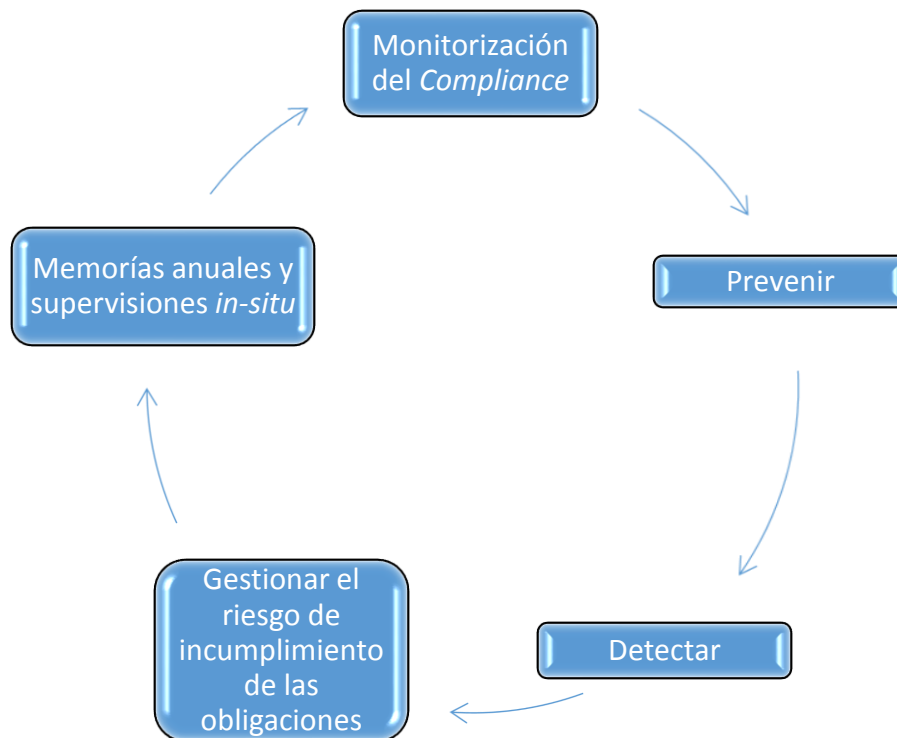 Monitorización
del Compliance
Prevenir
Detectar
Gestionar el
riesgo de
incumplimiento
de las
obligaciones
Memorías anuales y
supervisiones in-situ